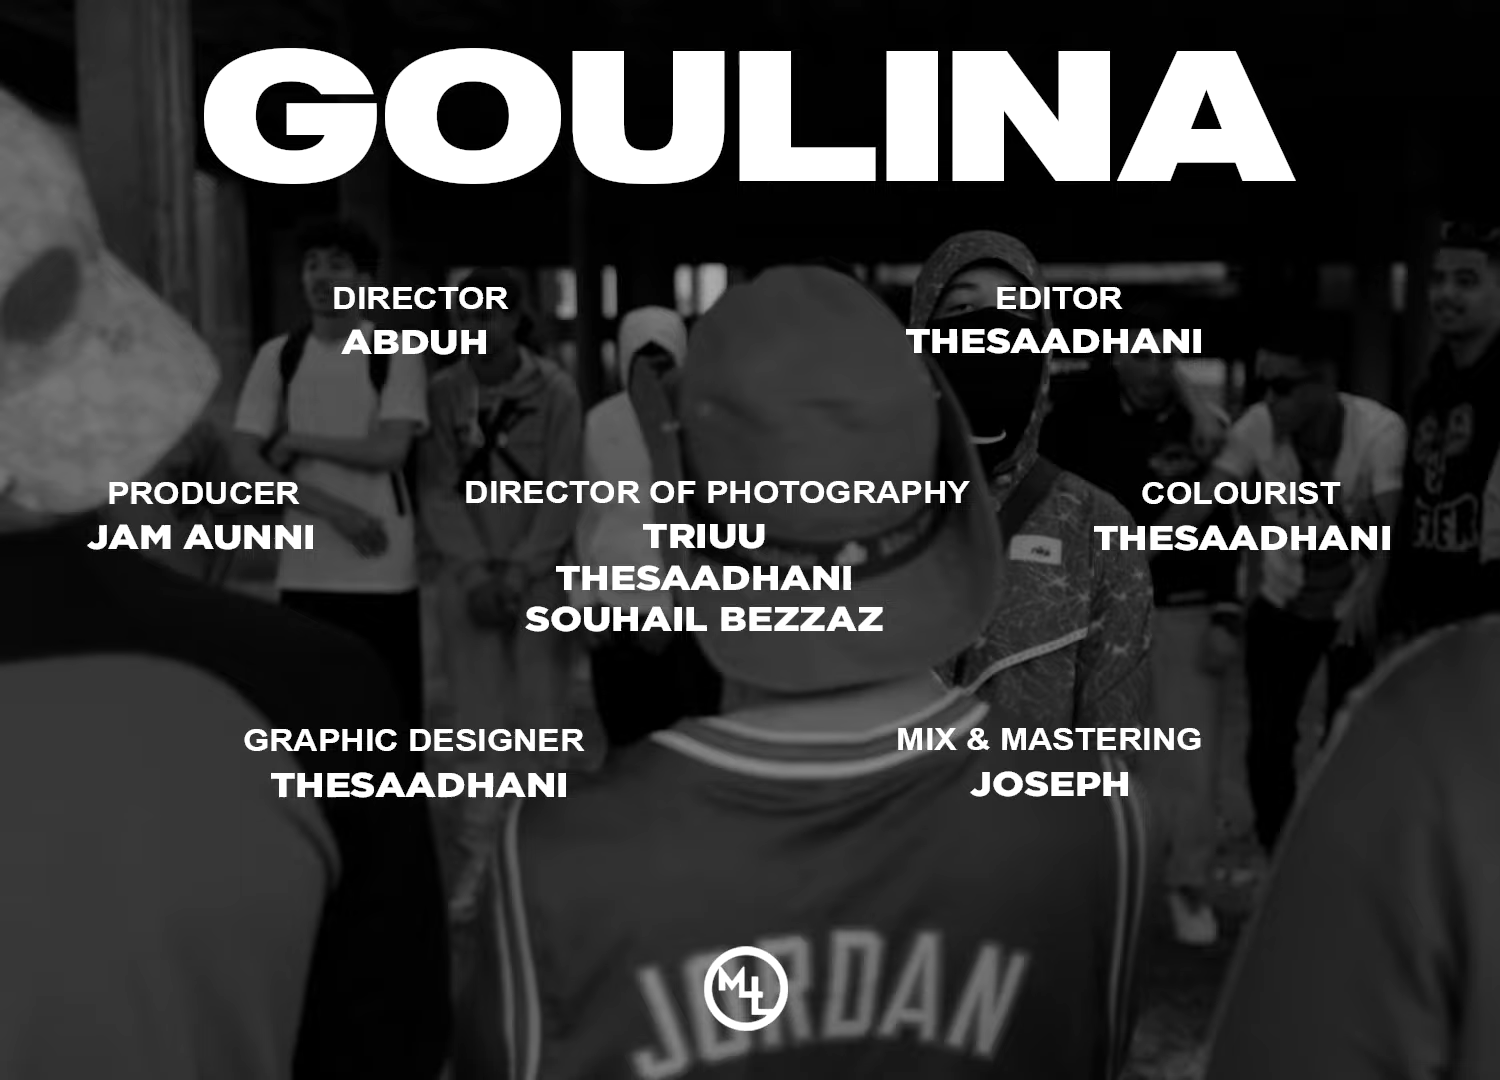 GOULINA
DIRECTOR
ABDUH
EDITOR
THESAADHANI
PRODUCER
JAM AUNNI
DIRECTOR OF PHOTOGRAPHY
TRIUU
THESAADHANI
SOUHAIL BEZZAZ
COLOURIST
THESAADHANI
GRAPHIC DESIGNER
THESAADHANI
MIX & MASTERING
JOSEPH
JORDAN
M4L